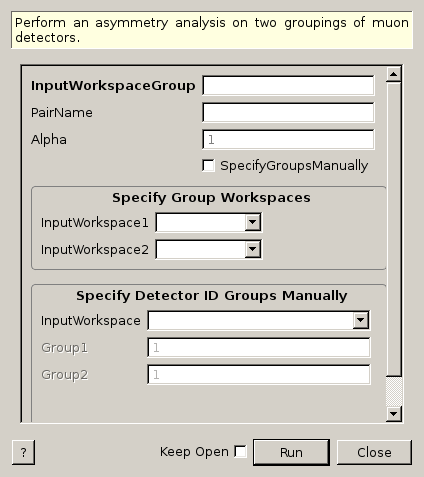 Perform an asymmetry analysis on two groupings of muon
detectors.
InputWorkspaceGroup
PairName
Alpha 1
SpecifyGroupsManually
Specify Group Workspaces
InputWorkspace1
InputWorkspace2
Specify Detector ID Groups Manually
InputWorkspace
Group1 1
Group2 1
? Keep Open Run Close